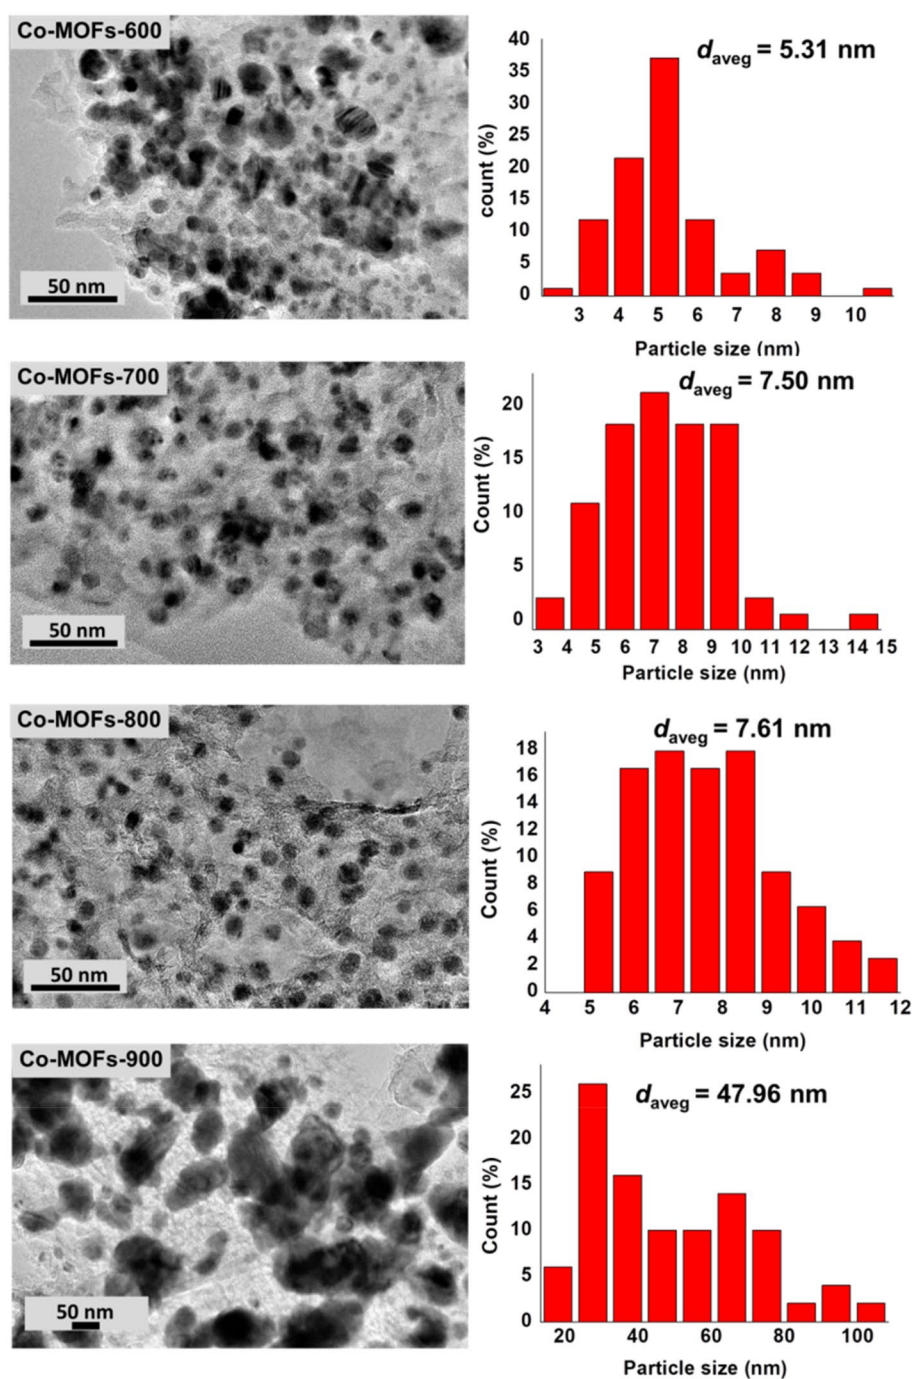 Co-MOFs-600
50 nm
d aveg = 5.31 nm
count (%)
40
35
30
25
20
15
10
5
0
3 4 5 6 7 8 9 10
Particle size (nm)
Co-MOFs-700
50 nm
d aveg = 7.50 nm
Count (%)
20
15
10
5
0
3 4 5 6 7 8 9 10 11 12 13 14 15
Particle size (nm)
Co-MOFs-800
50 nm
d aveg = 7.61 nm
Count (%)
18
16
14
12
10
8
6
4
2
0
4 5 6 7 8 9 10 11 12
Particle size (nm)
Co-MOFs-900
50 nm
d aveg = 47.96 nm
Count (%)
25
20
15
10
5
0
20 40 60 80 100
Particle size (nm)